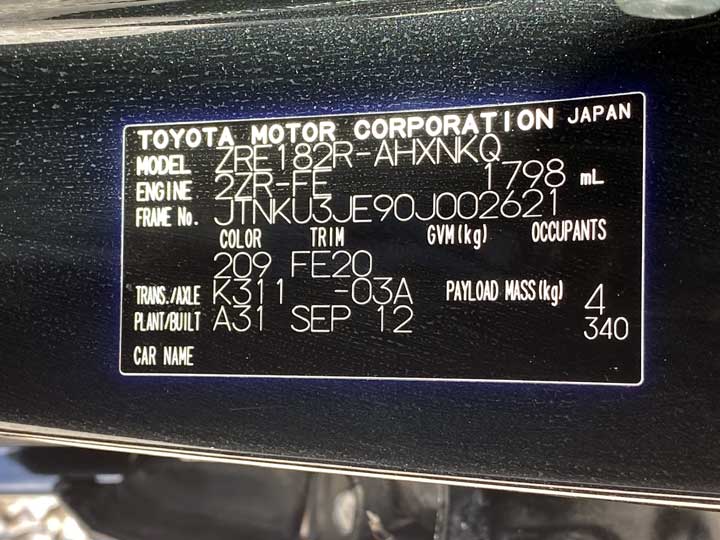 TOYOTA MOTOR CORPORATION JAPAN
MODEL ZRE182R-AHXNKQ
ENGINE 2ZR-FE 1798 mL
FRAME No. JTNKU3JE90J002621
COLOR TRIM GVM(kg) OCCUPANTS
209 FE20
TRANS./AXLE K311 -03A PAYLOAD MASS(kg) 4
PLANT/BUILT A31 SEP 12 340
CAR NAME